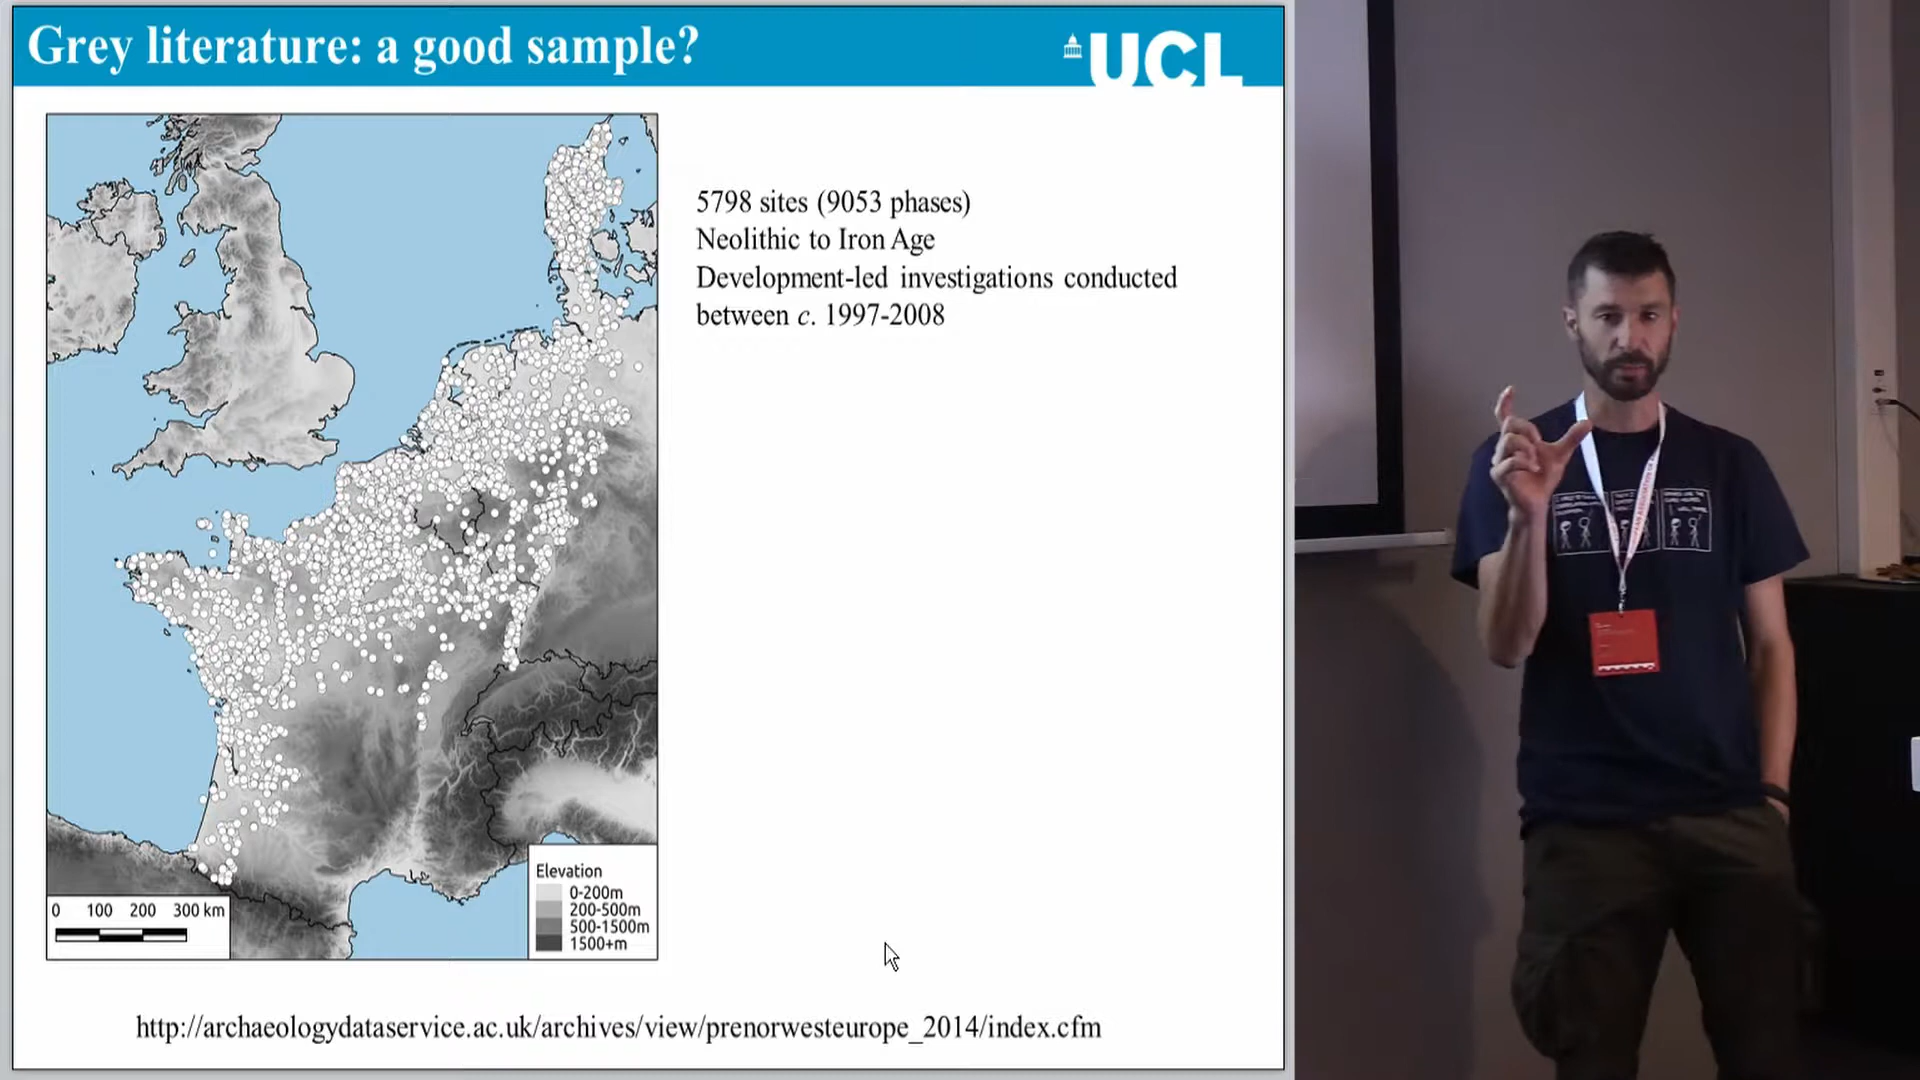 Grey literature: a good sample?
UCL
5798 sites (9053 phases)
Neolithic to Iron Age
Development-led investigations conducted
between c. 1997-2008
Elevation
0-200m
200-500m
500-1500m
1500+m
0 100 200 300 km
http://archaeologydataservice.ac.uk/archives/view/prenorwesteurope_2014/index.cfm